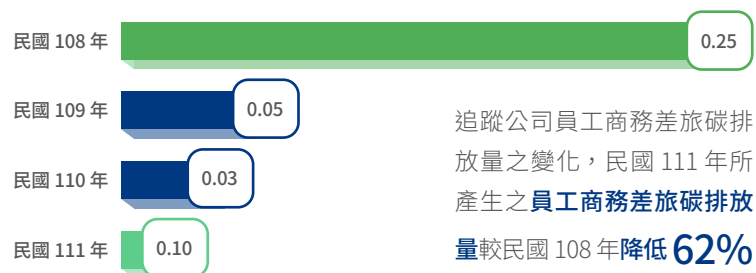 民國 108 年
0.25
民國 109 年
0.05
民國 110 年
0.03
民國 111 年
0.10
追蹤公司員工商務差旅碳排
放量之變化，民國 111 年所
產生之員工商務差旅碳排放
量較民國 108 年降低 62%